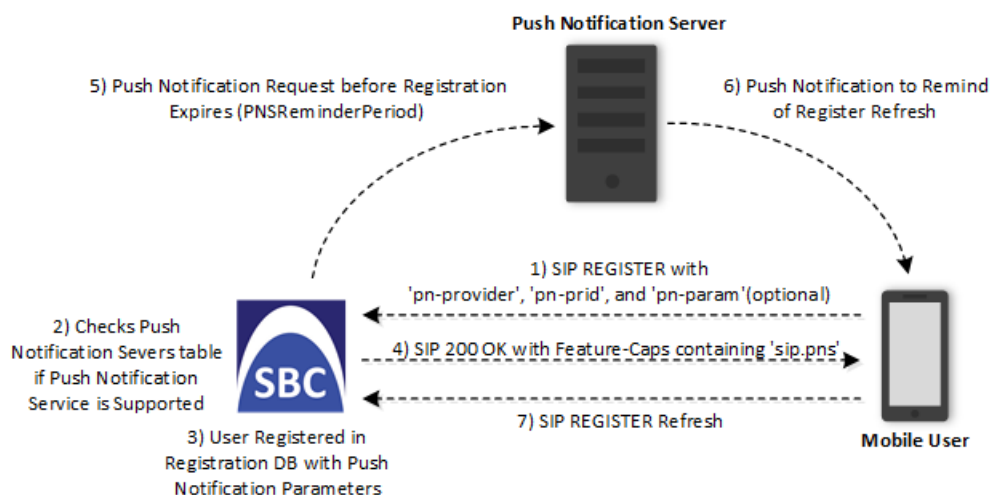 Push Notification Server
5) Push Notification Request before Registration
Expires (PNSReminderPeriod)
6) Push Notification to Remind
of Register Refresh
1) SIP REGISTER with
'pn-provider', 'pn-prid', and 'pn-param'(optional)
2) Checks Push
Notification Severs table
if Push Notification
Service is Supported
SBC
4) SIP 200 OK with Feature-Caps containing 'sip.pns'
7) SIP REGISTER Refresh
3) User Registered in
Registration DB with Push
Notification Parameters
Mobile User